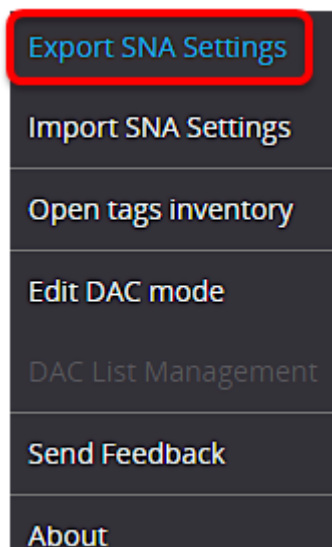 Export SNA Settings
Import SNA Settings
Open tags inventory
Edit DAC mode
DAC List Management
Send Feedback
About